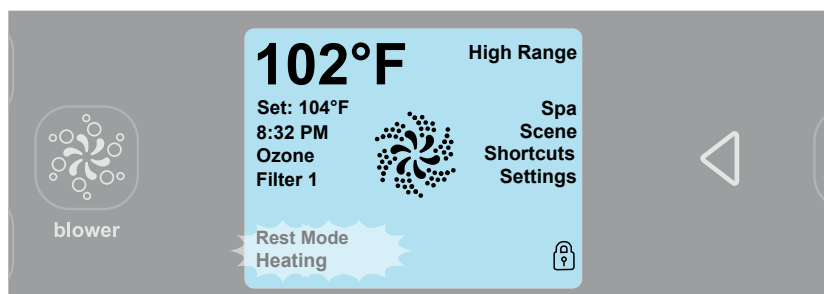 102°F
High Range
Set: 104°F
8:32 PM
Ozone
Filter 1
Spa
Scene
Shortcuts
Settings
Rest Mode
Heating
blower